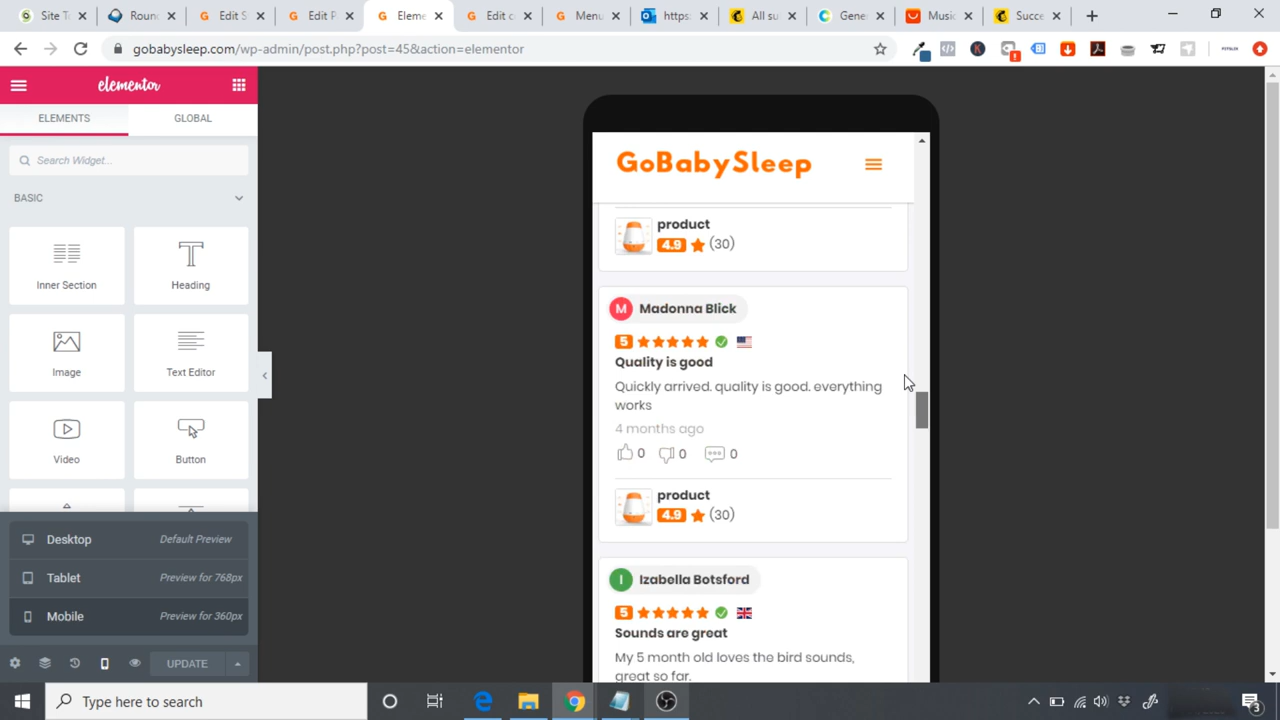 Site T
Roun
Edit S
Edit P
Eleme
Edit c
Menu
https:
All su
Gene
Music
Succe
gobabysleep.com/wp-admin/post.php?post=45&action=elementor
elementor
ELEMENTS
GLOBAL
Search Widget...
BASIC
Inner Section
Heading
Image
Text Editor
Video
Button
Desktop
Default Preview
Tablet
Preview for 768px
Mobile
Preview for 360px
UPDATE
GoBabySleep
product
4.9 (30)
M Madonna Blick
5
Quality is good
Quickly arrived. quality is good. everything
works
4 months ago
0 0 0
product
4.9 (30)
I Izabella Botsford
5
Sounds are great
My 5 month old loves the bird sounds,
great so far.
Type here to search
3